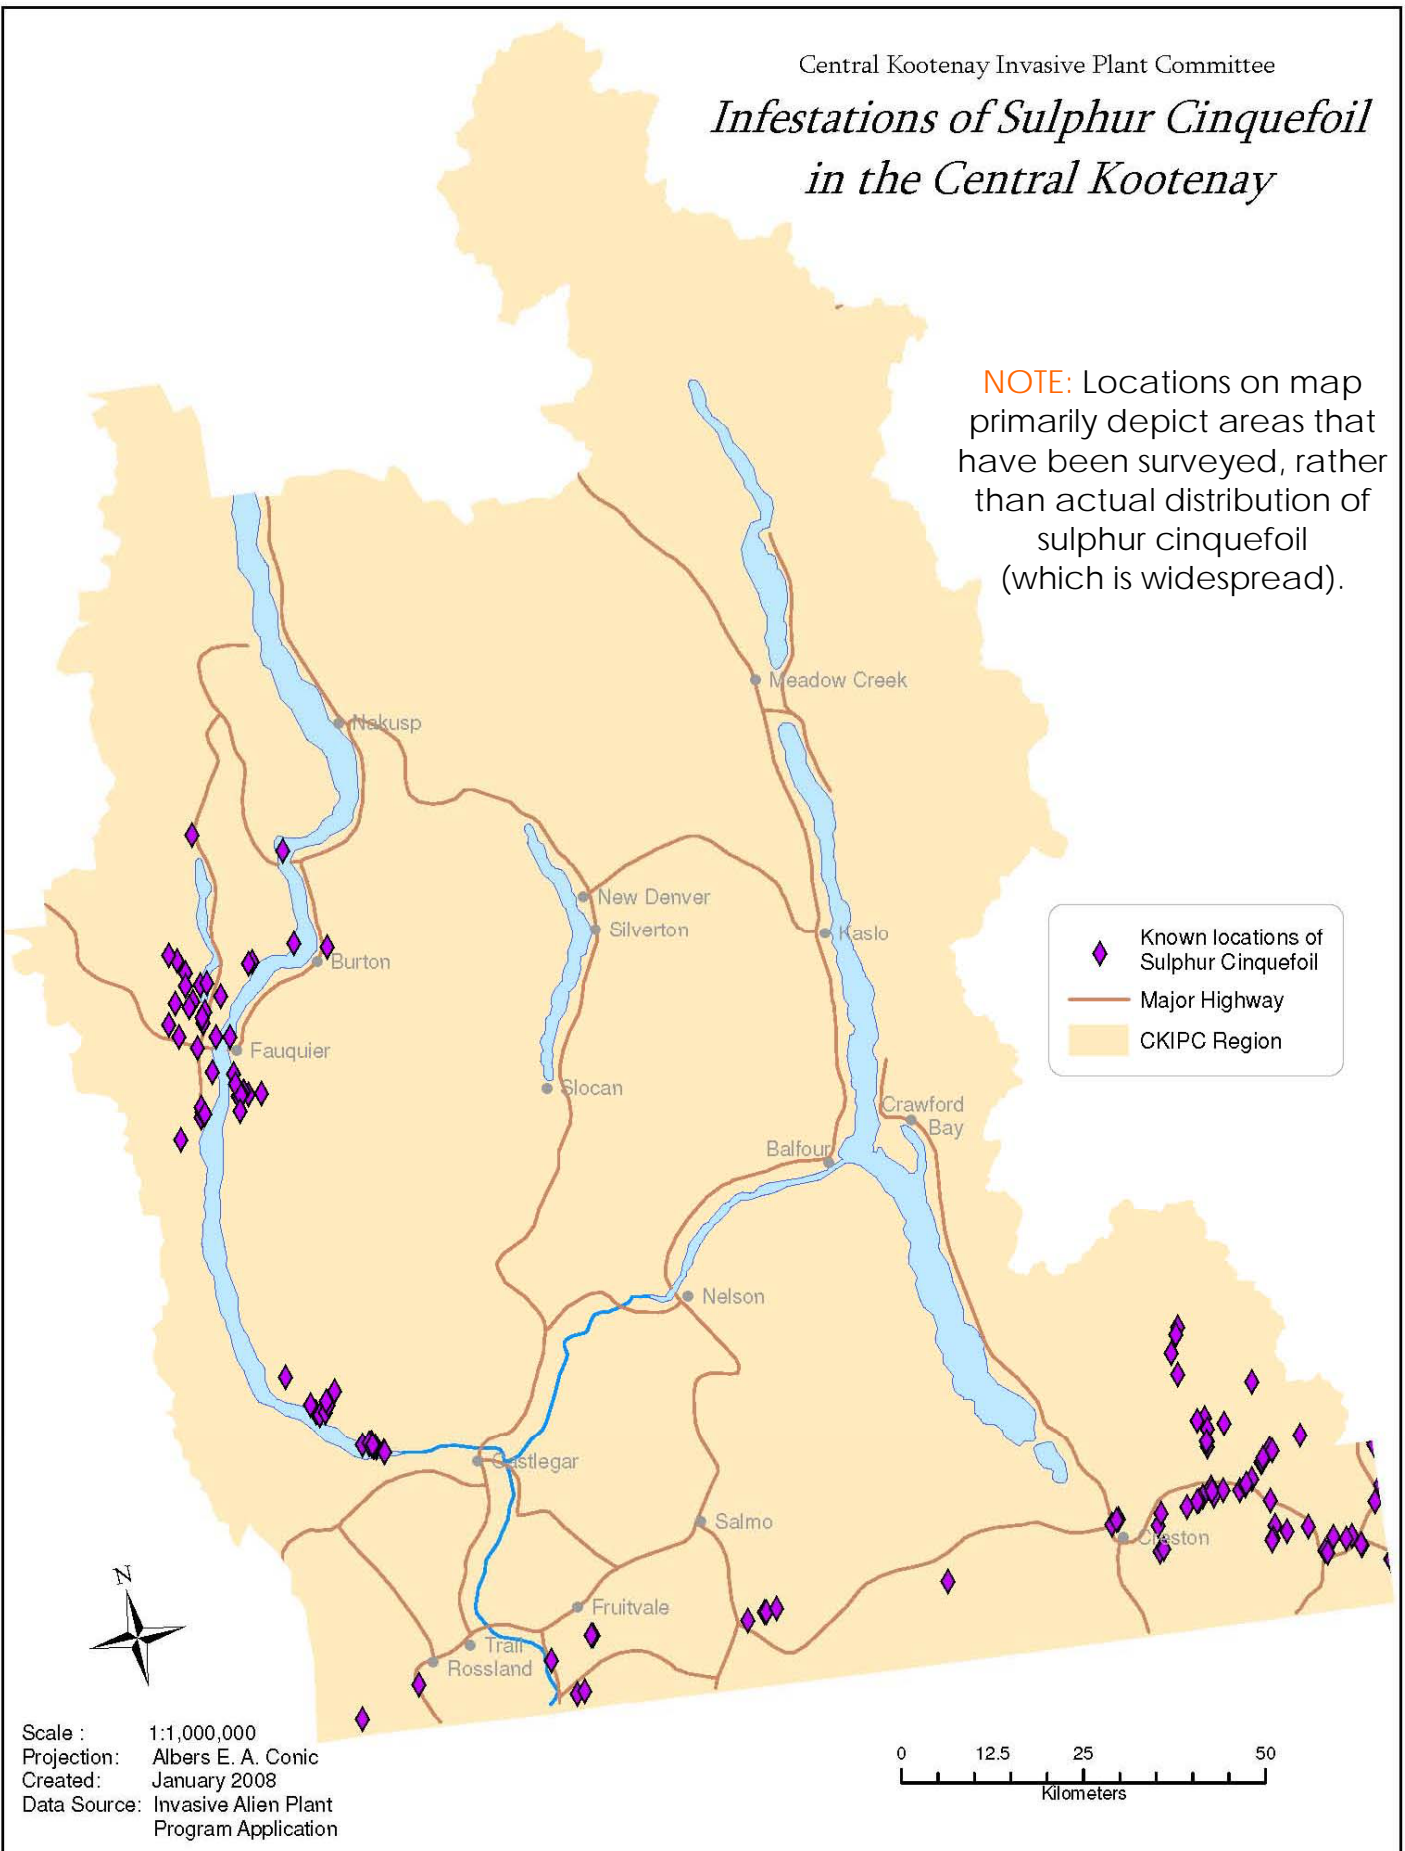 Central Kootenay Invasive Plant Committee
Infestations of Sulphur Cinquefoil
in the Central Kootenay
NOTE: Locations on map
primarily depict areas that
have been surveyed, rather
than actual distribution of
sulphur cinquefoil
(which is widespread).
Meadow Creek
Nakusp
New Denver
Silverton
Kaslo
Known locations of
Sulphur Cinquefoil
Major Highway
CKIPC Region
Burton
Fauquier
Slocan
Crawford
Bay
Balfour
Nelson
Castlegar
Salmo
Creston
Fruitvale
Trail
Rossland
N
Scale : 1:1,000,000
Projection: Albers E. A. Conic
Created: January 2008
Data Source: Invasive Alien Plant
Program Application
0 12.5 25 50
Kilometers